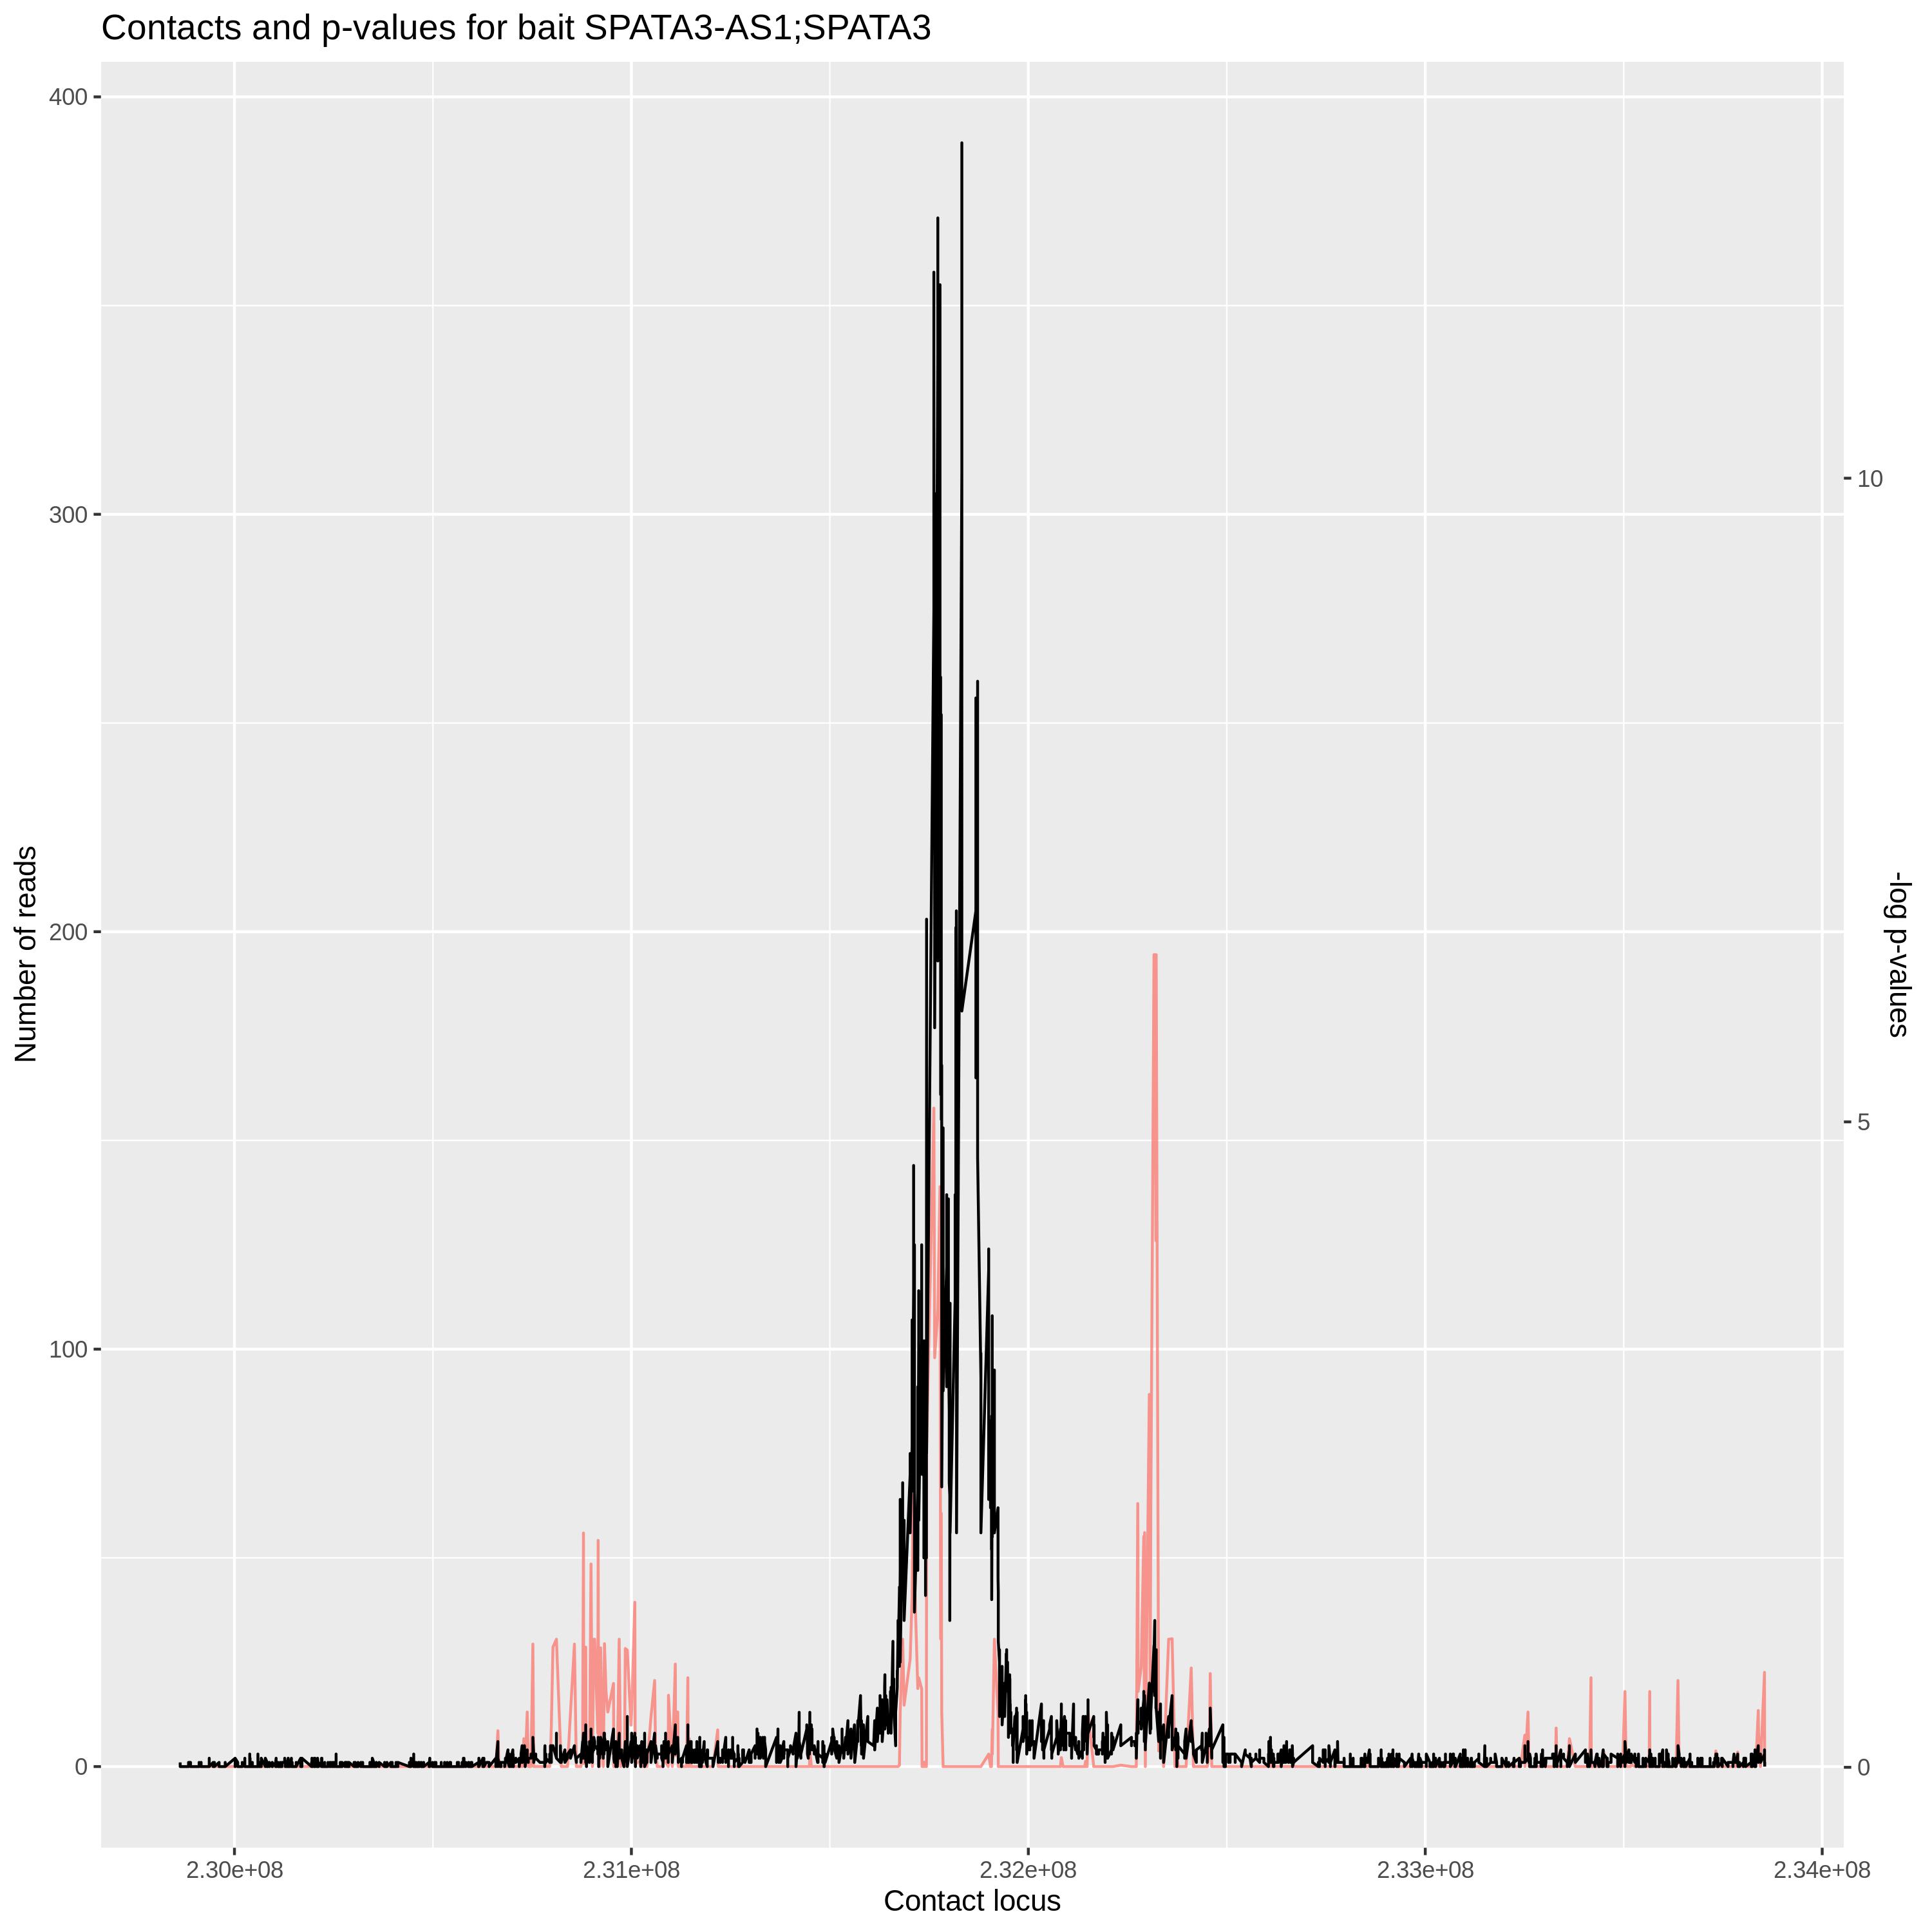 Contacts and p-values for bait SPATA3-AS1;SPATA3
400
300
200
100
0
Number of reads
10
5
0
-log p-values
2.30e+08
2.31e+08
2.32e+08
2.33e+08
2.34e+08
Contact locus